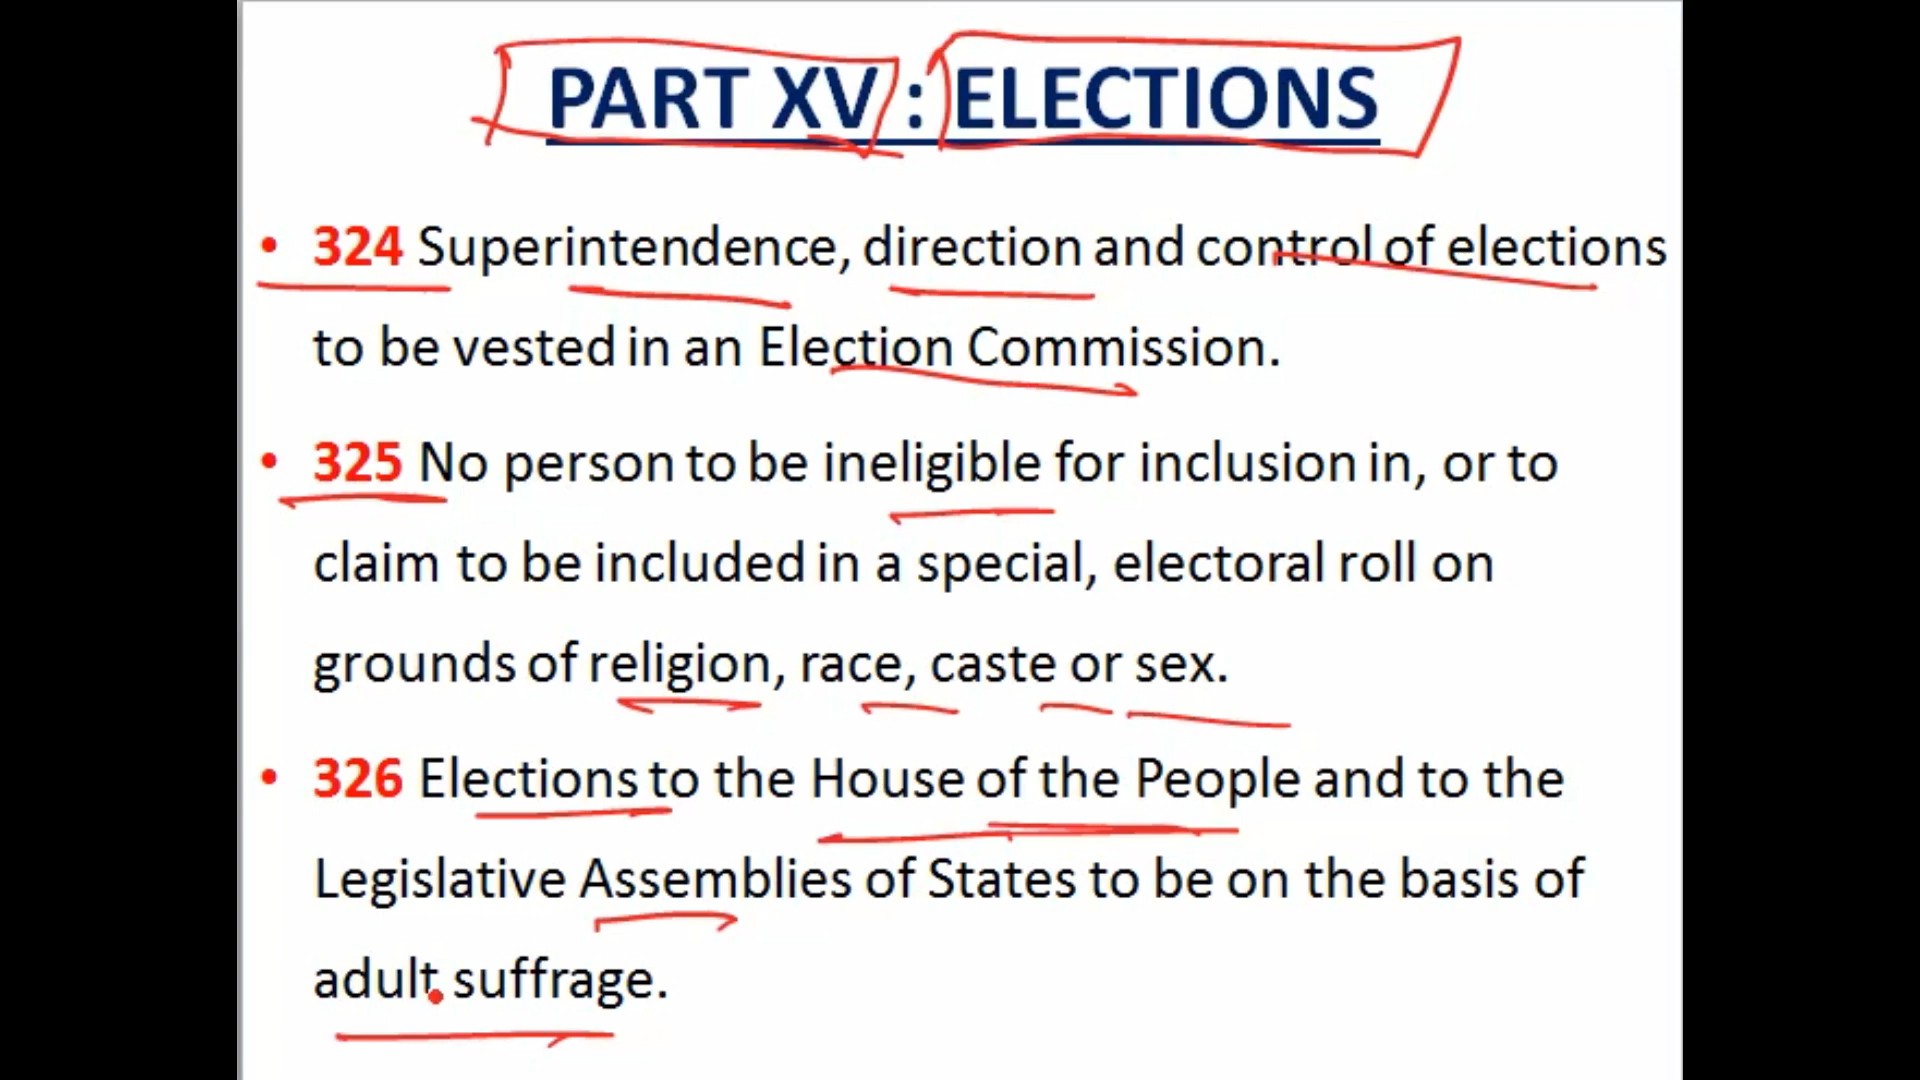 PART XV : ELECTIONS
• 324 Superintendence, direction and control of elections
to be vested in an Election Commission.
• 325 No person to be ineligible for inclusion in, or to
claim to be included in a special, electoral roll on
grounds of religion, race, caste or sex.
• 326 Elections to the House of the People and to the
Legislative Assemblies of States to be on the basis of
adult suffrage.